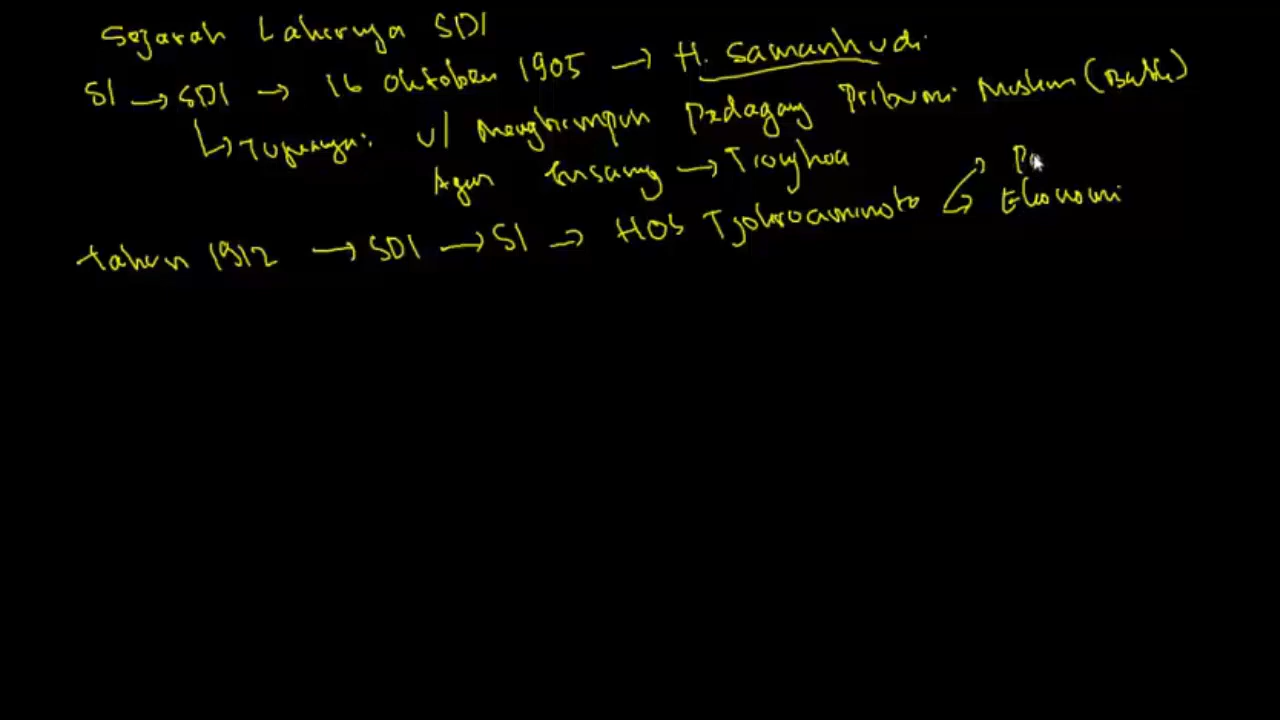 Sejarah Lahirnya SDI
SI → SDI → 16 Oktober 1905 → H. Samanhudi
↳ Tujuannya: u/ Menghimpun Pedagang Pribumi Muslim (Batik)
Agar bersaing → Tionghoa
tahun 1912 → SDI → SI → HOS Tjokroaminoto
Po
Ekonomi